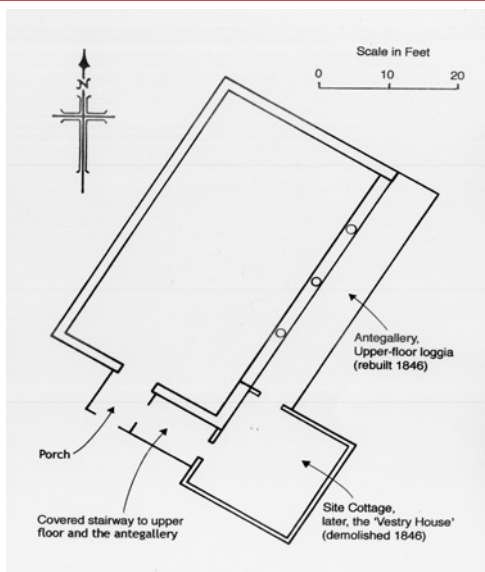 Scale in Feet
0 10 20
N
Antegallery,
Upper-floor loggia
(rebuilt 1846)
Porch
Covered stairway to upper
floor and the antegallery
Site Cottage,
later, the 'Vestry House'
(demolished 1846)